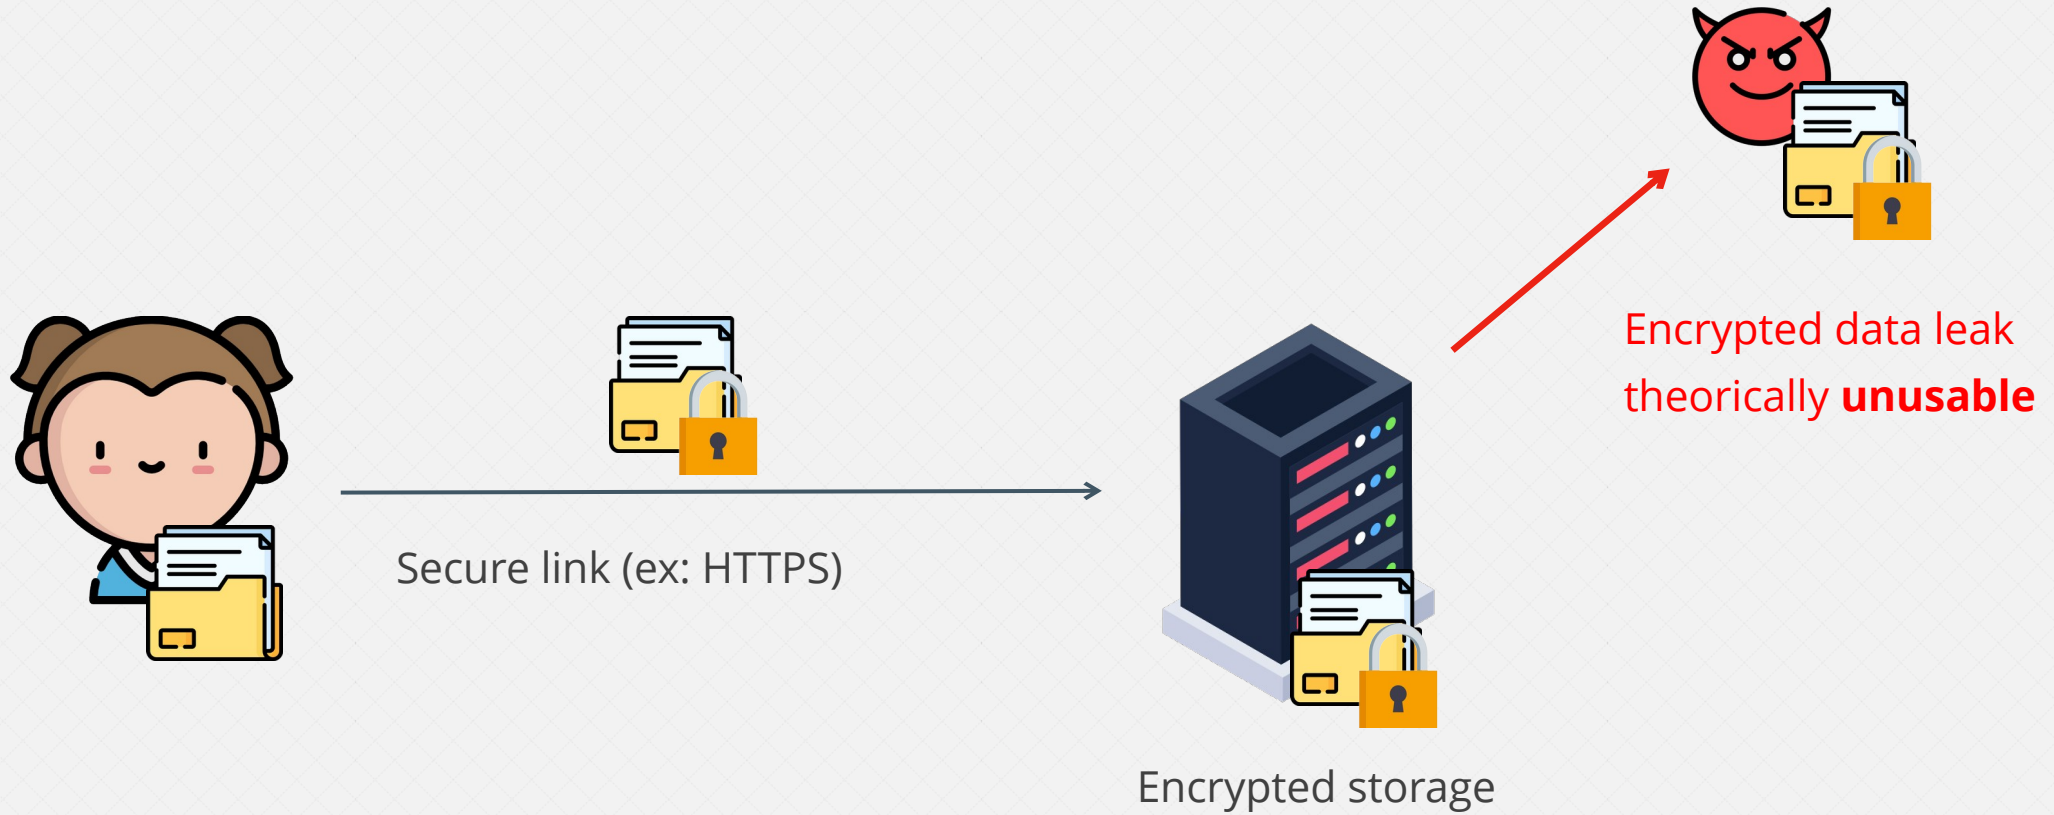 Encrypted data leak
theorically unusable
Secure link (ex: HTTPS)
Encrypted storage